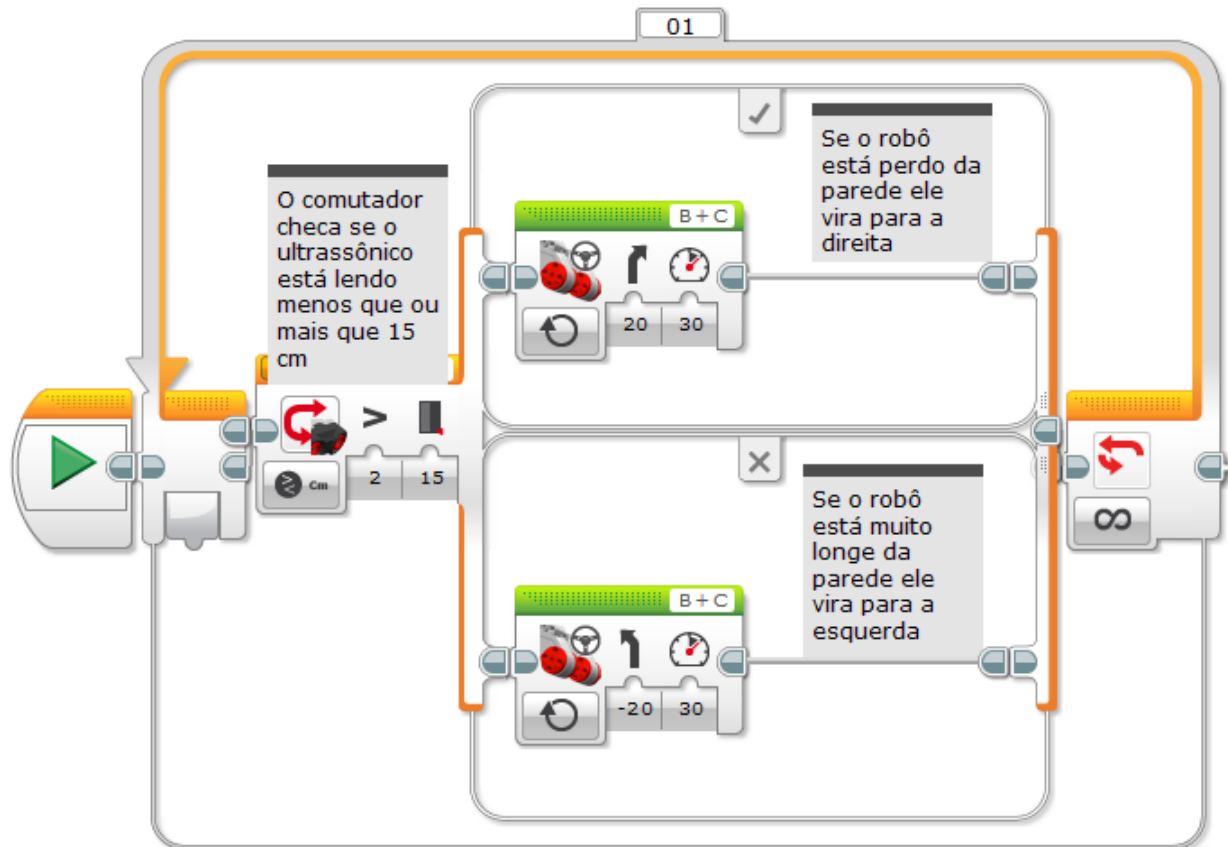 01
O comutador
checa se o
ultrassônico
está lendo
menos que ou
mais que 15
cm
Cm
2
15
B+C
20
30
Se o robô
está perdo da
parede ele
vira para a
direita
B+C
-20
30
Se o robô
está muito
longe da
parede ele
vira para a
esquerda